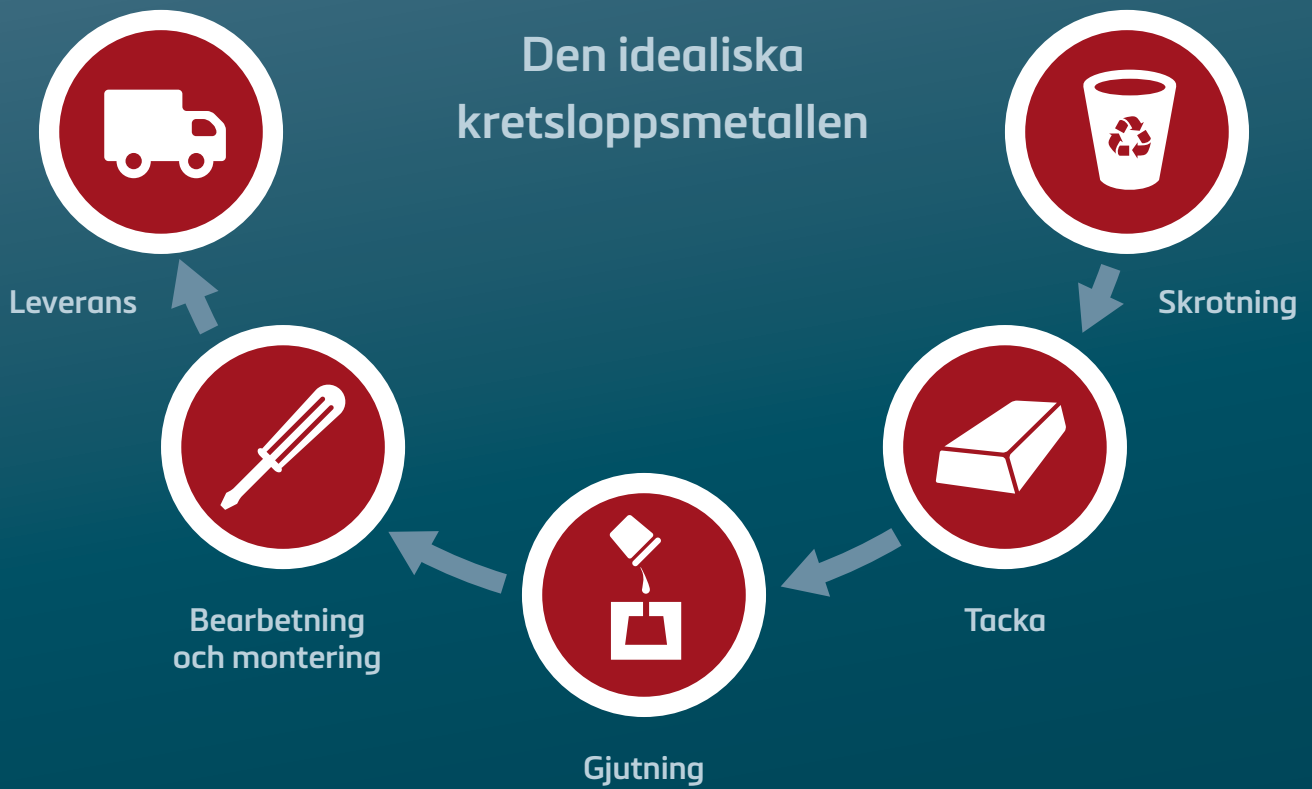 Den idealiska
kretsloppsmetallen
Leverans
Skrotning
Bearbetning
och montering
Tacka
Gjutning